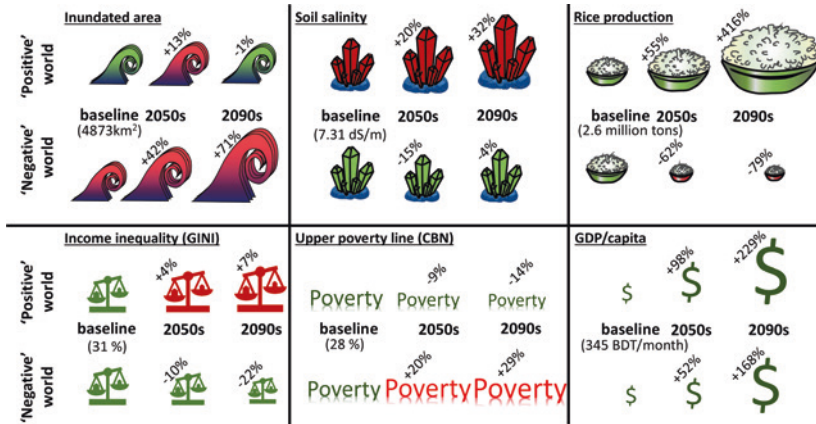 Inundated area
'Positive' world
+13%
-1%
baseline 2050s 2090s
(4873km²)
'Negative' world
+42%
+71%
Soil salinity
+20%
+32%
baseline 2050s 2090s
(7.31 dS/m)
-15%
-4%
Rice production
+55%
+416%
baseline 2050s 2090s
(2.6 million tons)
-62%
-79%
Income inequality (GINI)
'Positive' world
+4%
+7%
baseline 2050s 2090s
(31 %)
'Negative' world
-10%
-22%
Upper poverty line (CBN)
-9%
-14%
Poverty Poverty Poverty
baseline 2050s 2090s
(28 %)
+20%
+29%
Poverty Poverty Poverty
GDP/capita
+98%
+229%
$ $ $
baseline 2050s 2090s
(345 BDT/month)
+52%
+168%
$ $ $